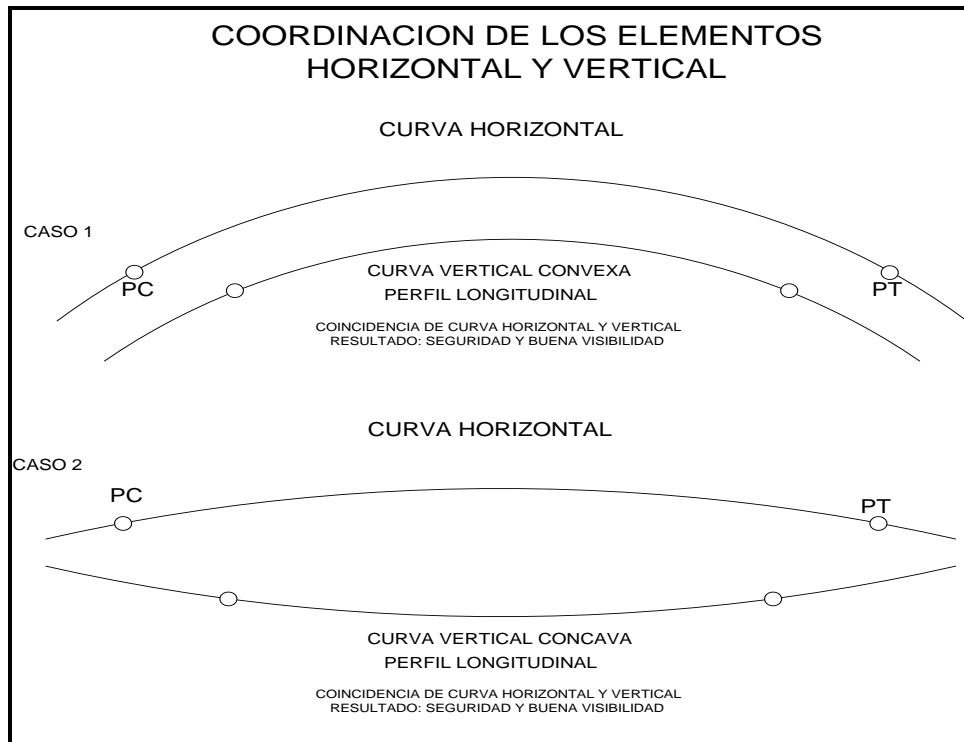 COORDINACION DE LOS ELEMENTOS
HORIZONTAL Y VERTICAL
CURVA HORIZONTAL
CASO 1
PC
PT
CURVA VERTICAL CONVEXA
PERFIL LONGITUDINAL
COINCIDENCIA DE CURVA HORIZONTAL Y VERTICAL
RESULTADO: SEGURIDAD Y BUENA VISIBILIDAD
CURVA HORIZONTAL
CASO 2
PC
PT
CURVA VERTICAL CONCAVA
PERFIL LONGITUDINAL
COINCIDENCIA DE CURVA HORIZONTAL Y VERTICAL
RESULTADO: SEGURIDAD Y BUENA VISIBILIDAD